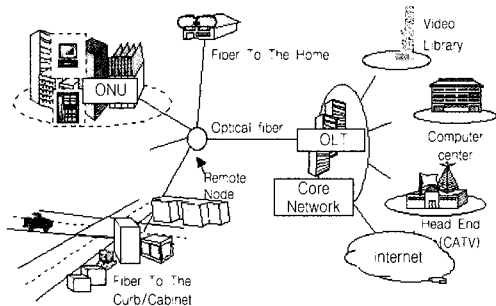 Video
Library
Fiber To The Home
ONU
Optical fiber
OLT
Computer
center
Remote
Node
Core
Network
Head End
(CATV)
internet
Fiber To The
Curb/Cabinet